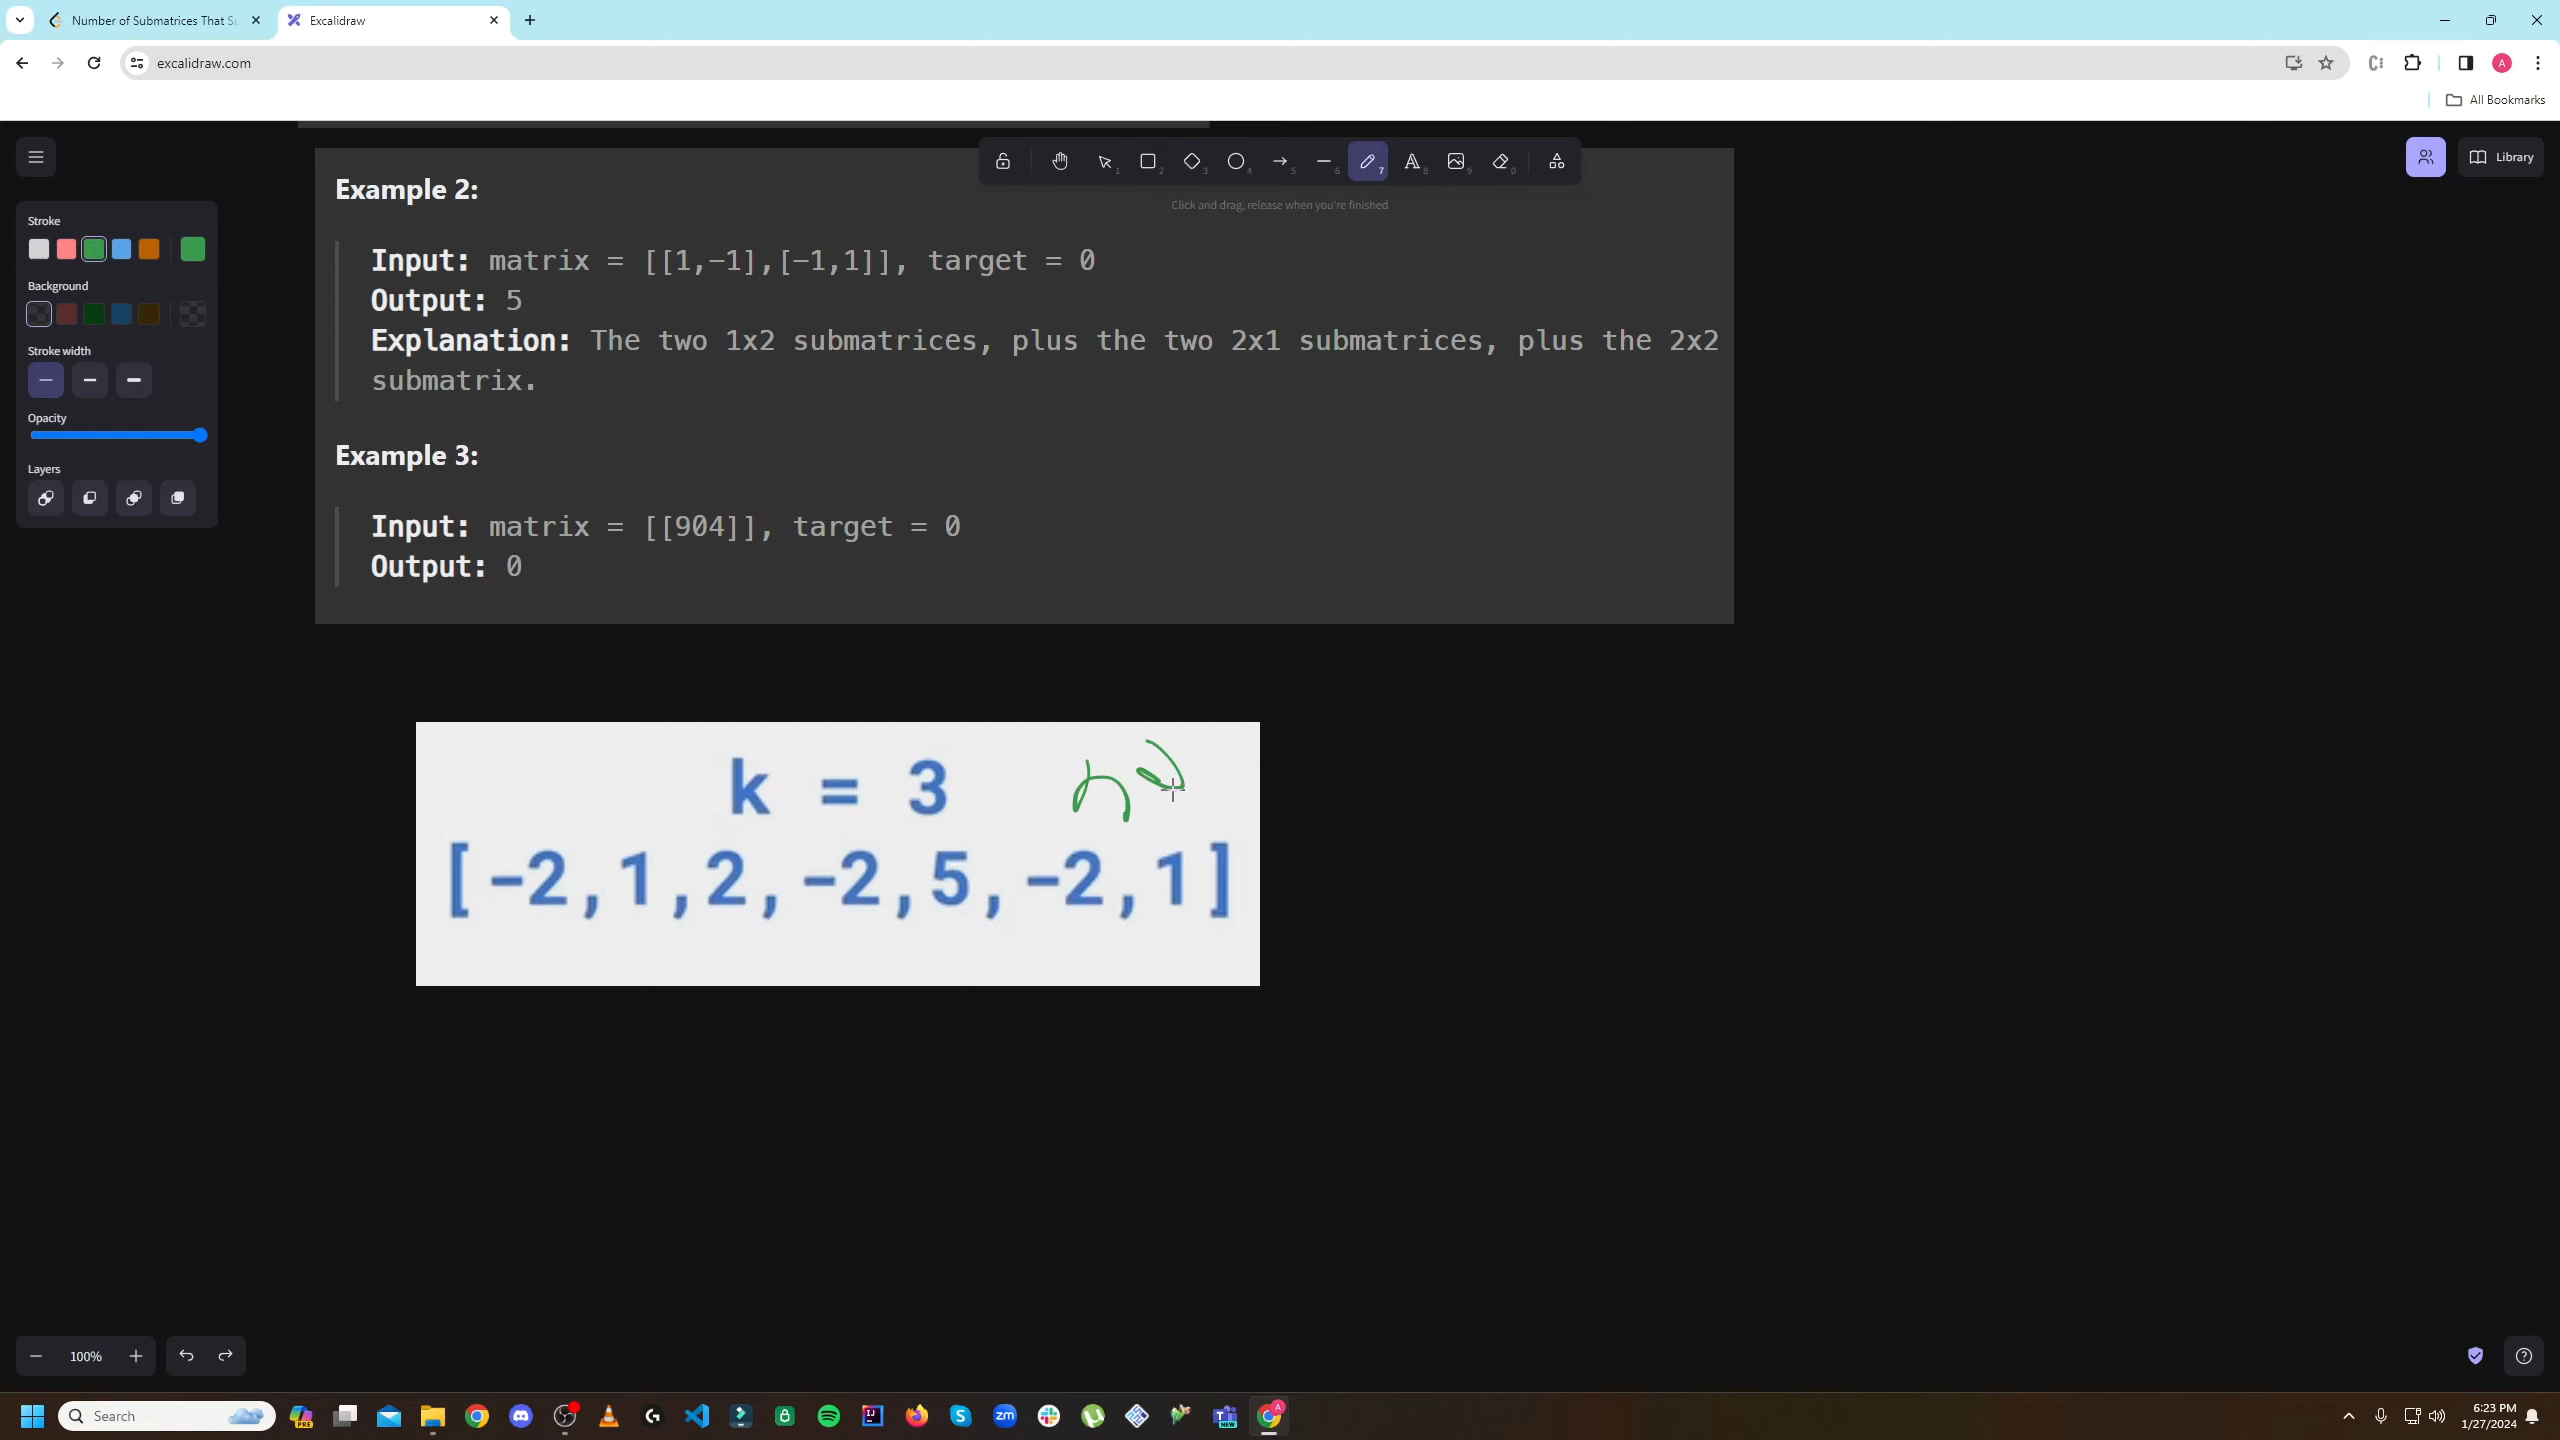 Number of Submatrices That Su
Excalidraw
excalidraw.com
All Bookmarks
Library
Click and drag, release when you're finished
Stroke
Background
Stroke width
Opacity
Layers
Example 2:
Input: matrix = [[1,−1],[−1,1]], target = 0
Output: 5
Explanation: The two 1x2 submatrices, plus the two 2x1 submatrices, plus the 2x2
submatrix.
Example 3:
Input: matrix = [[904]], target = 0
Output: 0
k = 3 n2
[-2,1,2,-2,5,-2,1]
100%
Search
6:23 PM
1/27/2024